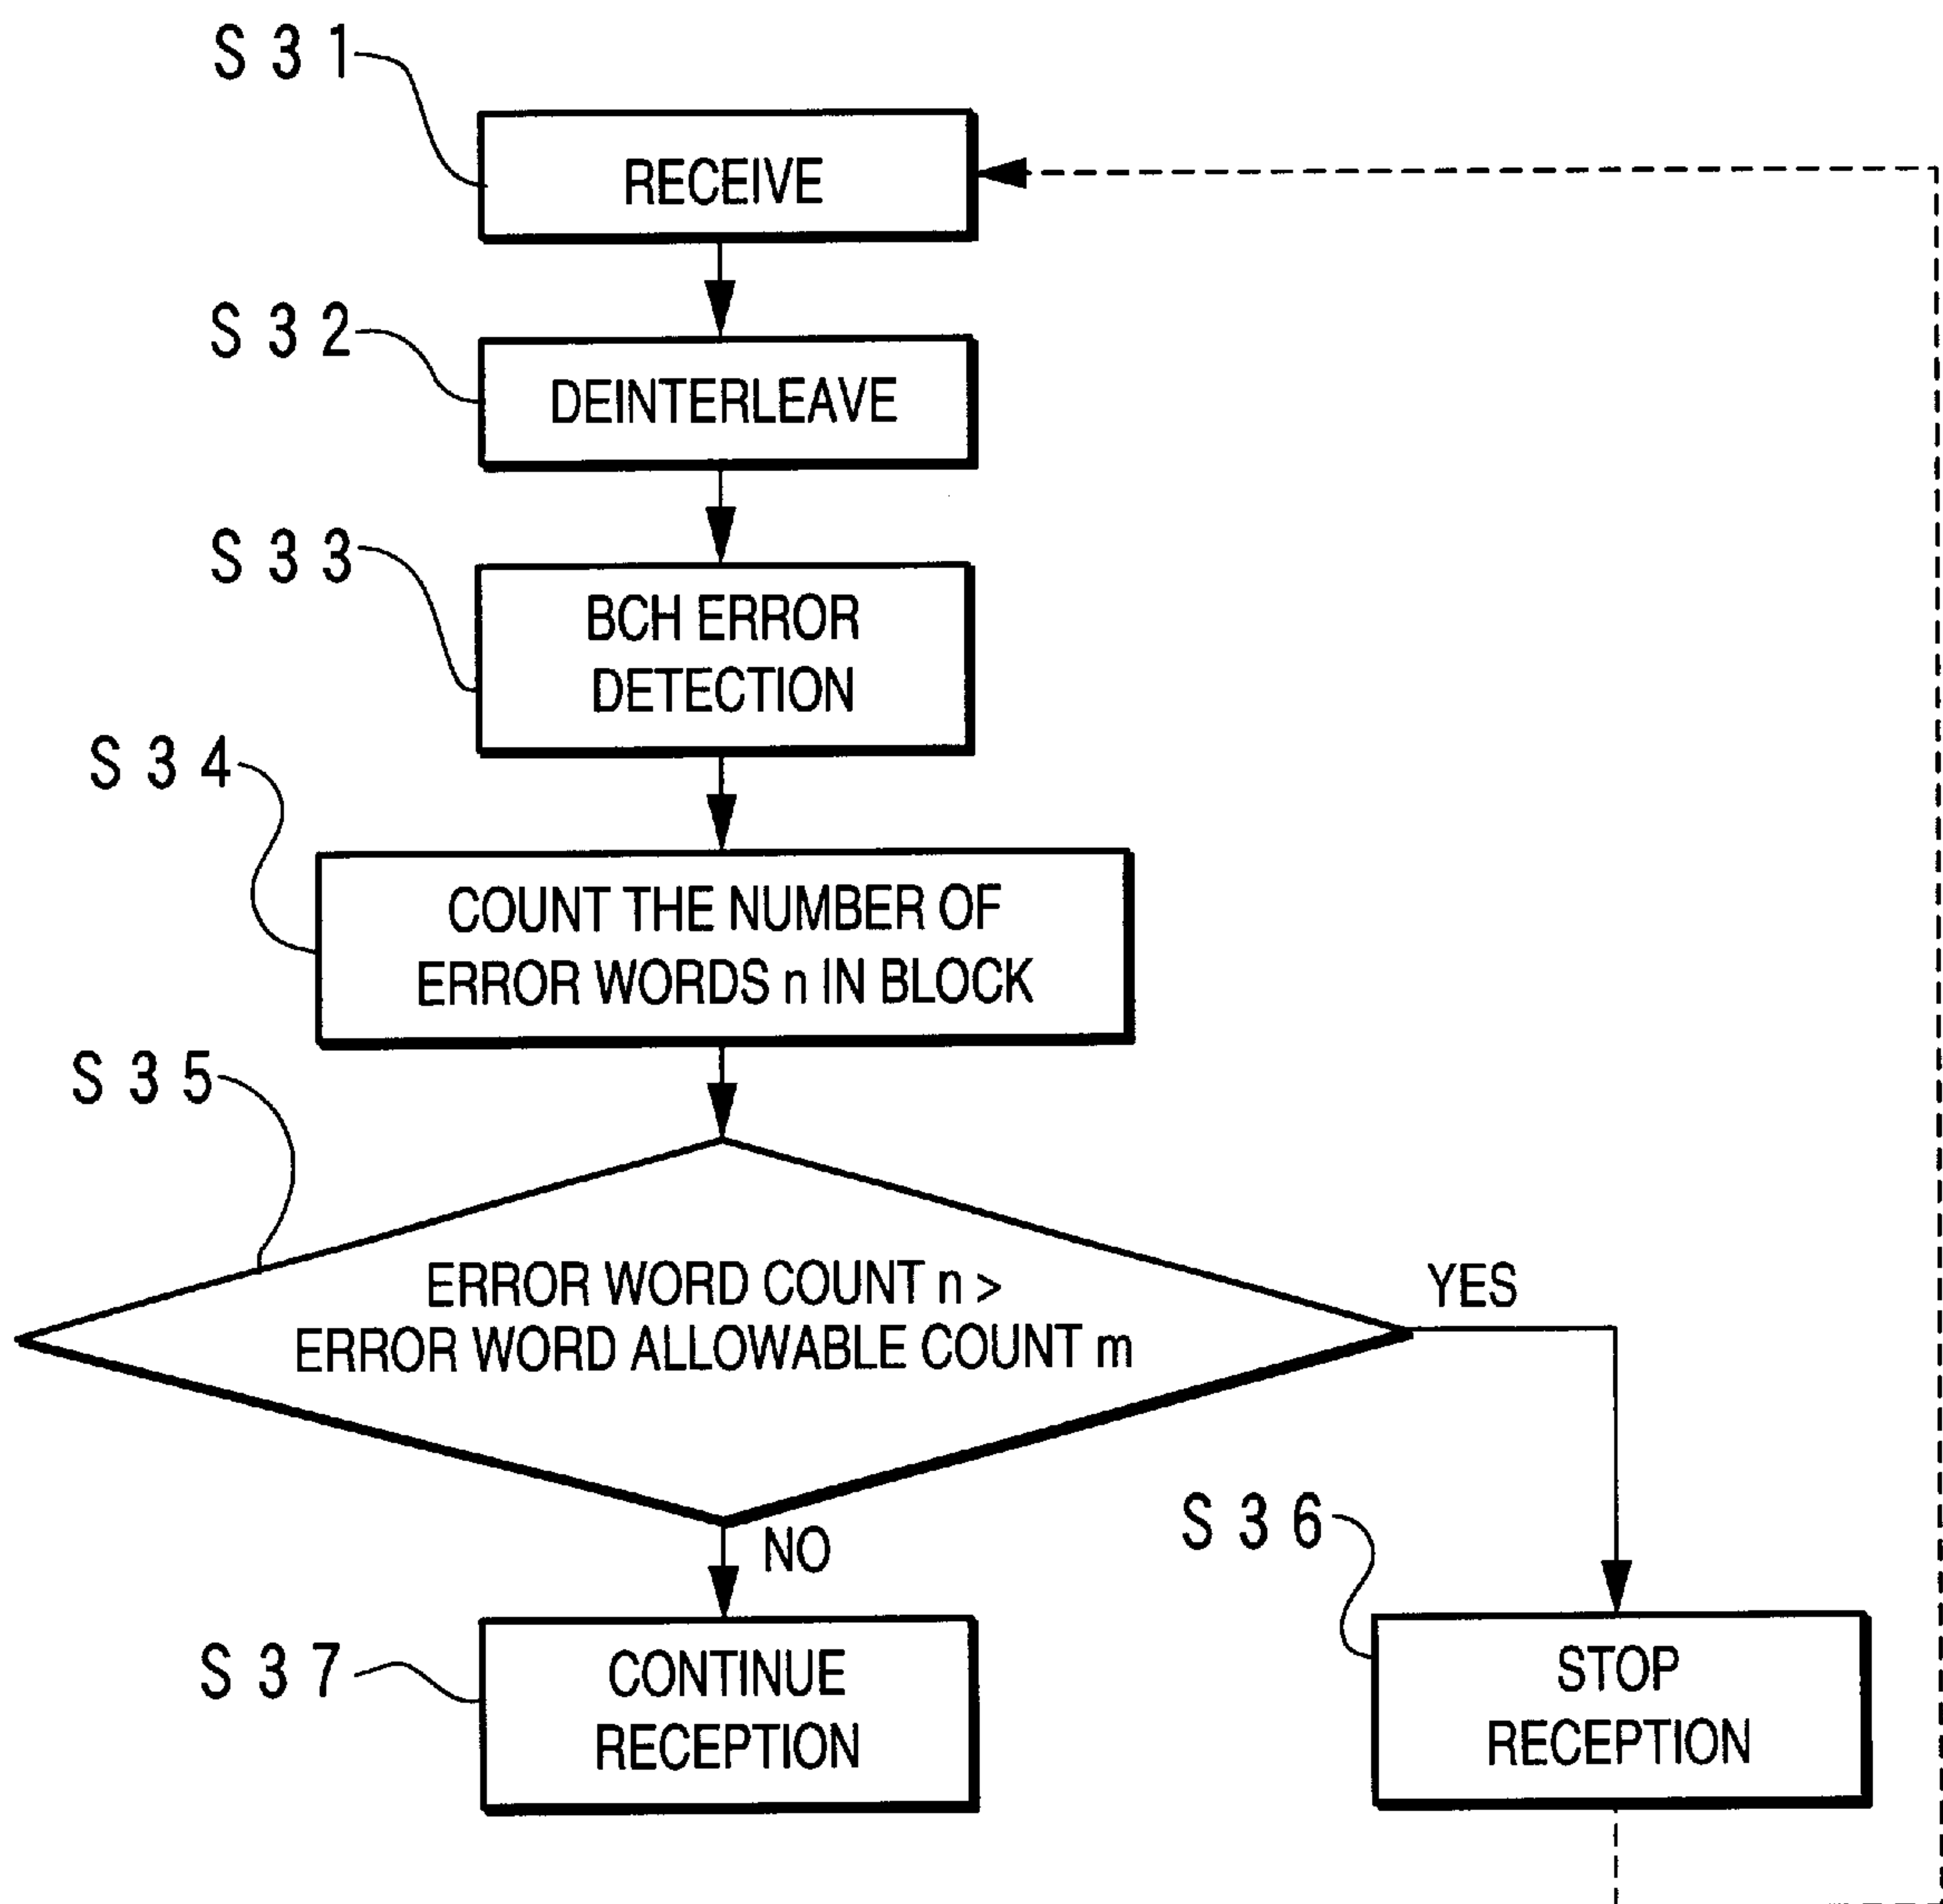 S31
RECEIVE
S32
DEINTERLEAVE
S33
BCH ERROR
DETECTION
S34
COUNT THE NUMBER OF
ERROR WORDS n IN BLOCK
S35
ERROR WORD COUNT n >
ERROR WORD ALLOWABLE COUNT m
YES
NO
S36
STOP
RECEPTION
S37
CONTINUE
RECEPTION